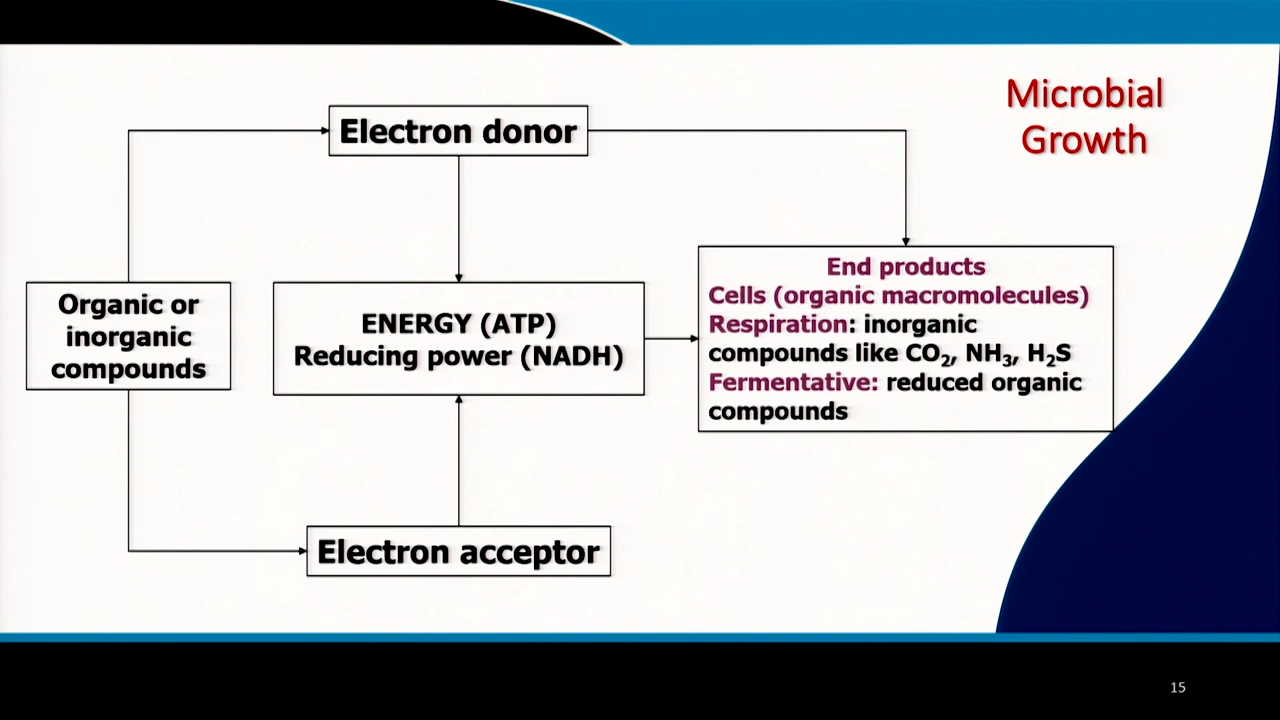 Microbial
Growth
Electron donor
Organic or
inorganic
compounds
ENERGY (ATP)
Reducing power (NADH)
End products
Cells (organic macromolecules)
Respiration: inorganic
compounds like CO₂, NH₃, H₂S
Fermentative: reduced organic
compounds
Electron acceptor
15